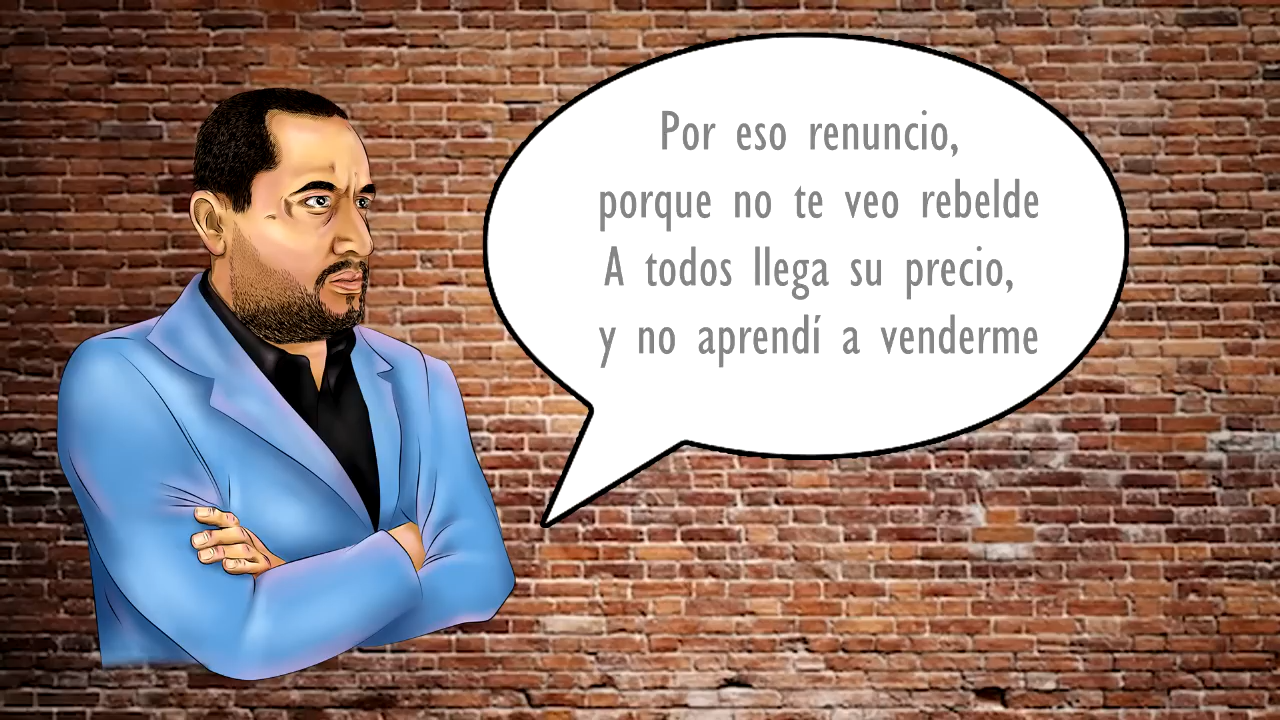 Por eso renuncio,
porque no te veo rebelde
A todos llega su precio,
y no aprendí a venderme